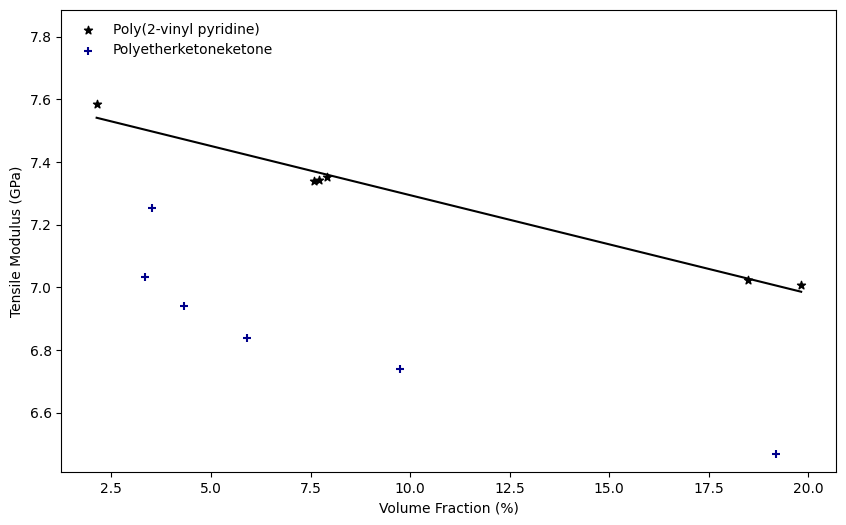 Poly(2-vinyl pyridine)
Polyetherketoneketone
Tensile Modulus (GPa)
7.8
7.6
7.4
7.2
7.0
6.8
6.6
2.5 5.0 7.5 10.0 12.5 15.0 17.5 20.0
Volume Fraction (%)